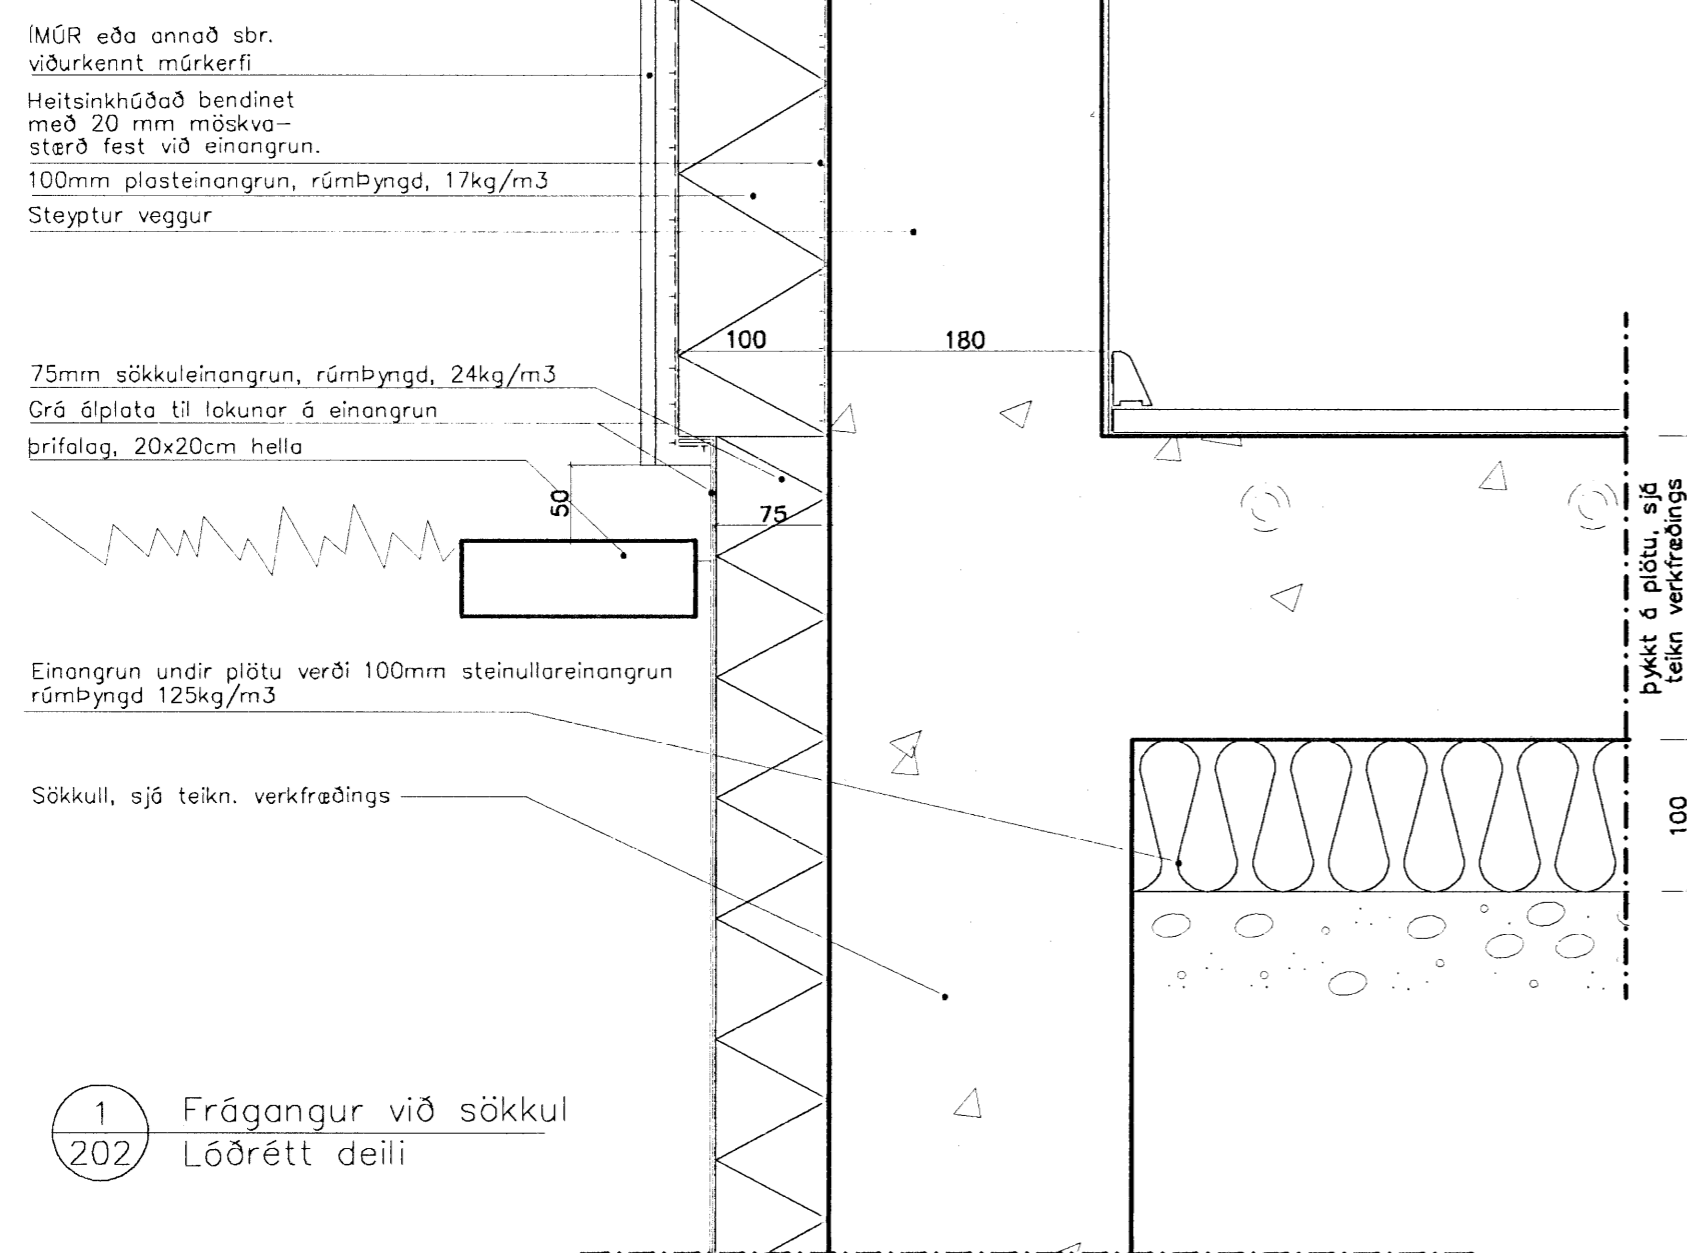 ÍMÚR eða annað sbr.
viðurkennt múrkerfi
Heitsinkhúðað bendinet
með 20 mm möskva-
stærð fest við einangrun.
100mm plasteinangrun, rúmÞyngd, 17kg/m3
Steyptur veggur
100
180
75mm sökkuleinangrun, rúmÞyngd, 24kg/m3
Grá álplata til lokunar á einangrun
þrifalag, 20x20cm hella
50
75
þykkt á plötu, sjá
teikn verkfræðings
Einangrun undir plötu verði 100mm steinullareinangrun
rúmÞyngd 125kg/m3
Sökkull, sjá teikn. verkfræðings
100
1
202
Frágangur við sökkul
Lóðrétt deili